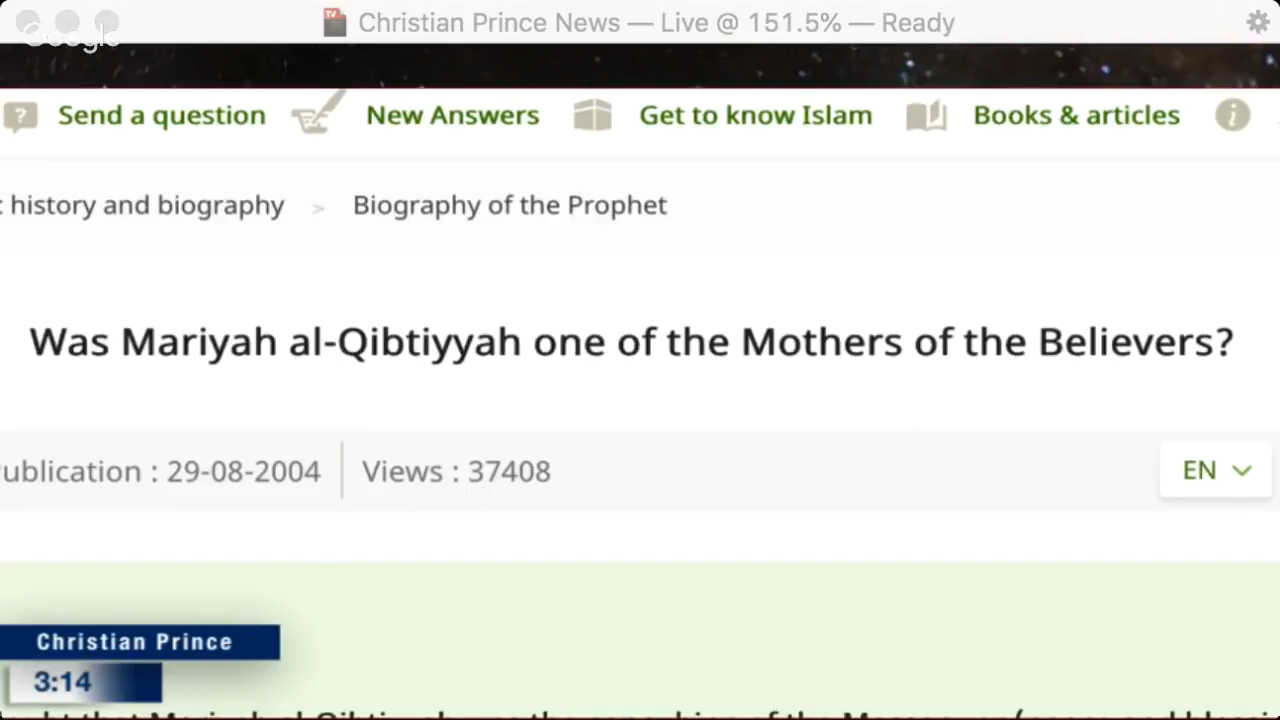 Christian Prince News — Live @ 151.5% — Ready
Google
Send a question New Answers Get to know Islam Books & articles
history and biography > Biography of the Prophet
Was Mariyah al-Qibtiyyah one of the Mothers of the Believers?
ublication : 29-08-2004 Views : 37408
EN
Christian Prince
3:14